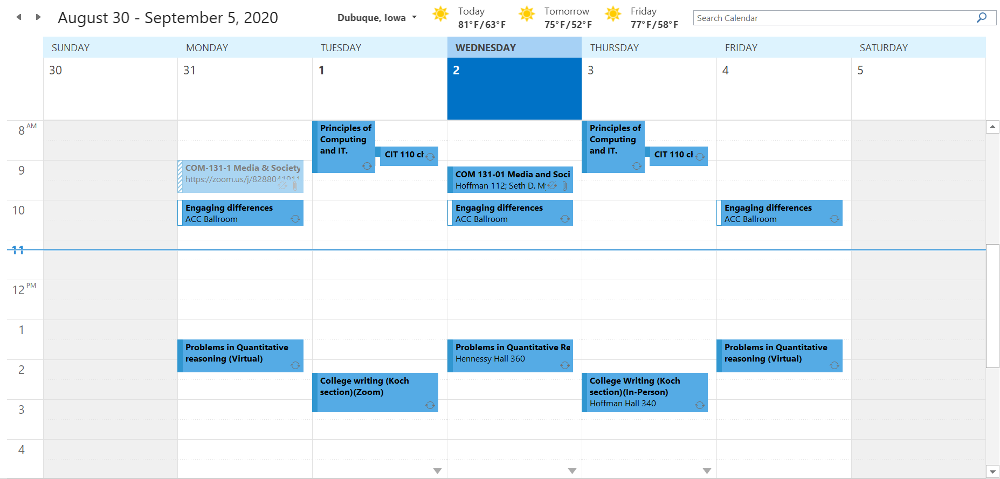 August 30 - September 5, 2020
Dubuque, Iowa
Today
81°F/63°F
Tomorrow
75°F/52°F
Friday
77°F/58°F
Search Calendar
SUNDAY
MONDAY
TUESDAY
WEDNESDAY
THURSDAY
FRIDAY
SATURDAY
30
31
1
2
3
4
5
8 AM
9
10
11
12 PM
1
2
3
4
COM-131-1 Media & Society
https://zoom.us/j/8288041911
Engaging differences
ACC Ballroom
Problems in Quantitative
reasoning (Virtual)
Principles of
Computing
and IT.
CIT 110 cl
College writing (Koch
section)(Zoom)
COM 131-01 Media and Soci
Hoffman 112; Seth D. M
Engaging differences
ACC Ballroom
Problems in Quantitative Re
Hennessy Hall 360
Principles of
Computing
and IT.
CIT 110 cl
College Writing (Koch
section)(In-Person)
Hoffman Hall 340
Engaging differences
ACC Ballroom
Problems in Quantitative
reasoning (Virtual)